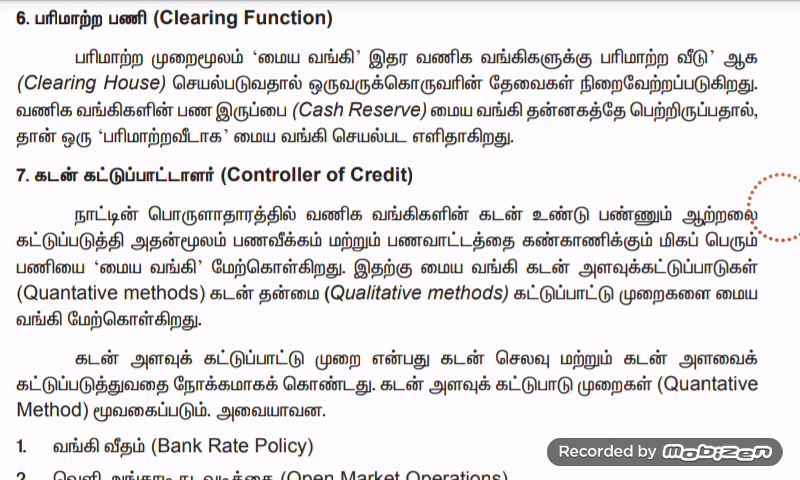 6. பரிமாற்ற பணி (Clearing Function)
பரிமாற்ற முறைமூலம் ‘மைய வங்கி’ இதர வணிக வங்கிகளுக்கு பரிமாற்ற வீடு’ ஆக
(Clearing House) செயல்படுவதால் ஒருவருக்கொருவரின் தேவைகள் நிறைவேற்றப்படுகிறது.
வணிக வங்கிகளின் பண இருப்பை (Cash Reserve) மைய வங்கி தன்னகத்தே பெற்றிருப்பதால்,
தான் ஒரு ‘பரிமாற்றவீடாக’ மைய வங்கி செயல்பட எளிதாகிறது.
7. கடன் கட்டுப்பாட்டாளர் (Controller of Credit)
நாட்டின் பொருளாதாரத்தில் வணிக வங்கிகளின் கடன் உண்டு பண்ணும் ஆற்றலை
கட்டுப்படுத்தி அதன்மூலம் பணவீக்கம் மற்றும் பணவாட்டத்தை கண்காணிக்கும் மிகப் பெரும்
பணியை ‘மைய வங்கி’ மேற்கொள்கிறது. இதற்கு மைய வங்கி கடன் அளவுக்கட்டுப்பாடுகள்
(Quantative methods) கடன் தன்மை (Qualitative methods) கட்டுப்பாட்டு முறைகளை மைய
வங்கி மேற்கொள்கிறது.
கடன் அளவுக் கட்டுப்பாட்டு முறை என்பது கடன் செலவு மற்றும் கடன் அளவைக்
கட்டுப்படுத்துவதை நோக்கமாகக் கொண்டது. கடன் அளவுக் கட்டுபாடு முறைகள் (Quantative
Method) மூவகைப்படும். அவையாவன.
1. வங்கி வீதம் (Bank Rate Policy)
2. வெளி அங்காடி நடவடிக்கை (Open Market Operations)
Recorded by mobizen